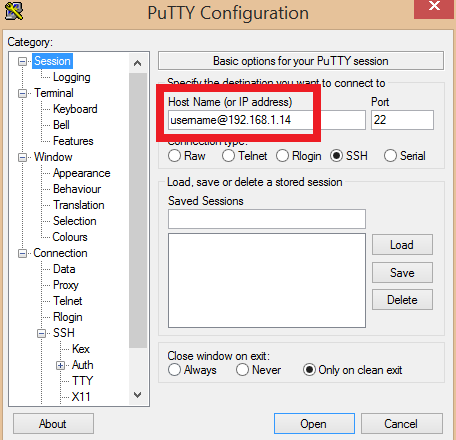 PuTTY Configuration
Category:
Session
Logging
Terminal
Keyboard
Bell
Features
Window
Appearance
Behaviour
Translation
Selection
Colours
Connection
Data
Proxy
Telnet
Rlogin
SSH
Kex
Auth
TTY
X11
Basic options for your PuTTY session
Specify the destination you want to connect to
Host Name (or IP address) Port
username@192.168.1.14 22
Connection type:
Raw Telnet Rlogin SSH Serial
Load, save or delete a stored session
Saved Sessions
Load
Save
Delete
Close window on exit:
Always Never Only on clean exit
About Open Cancel